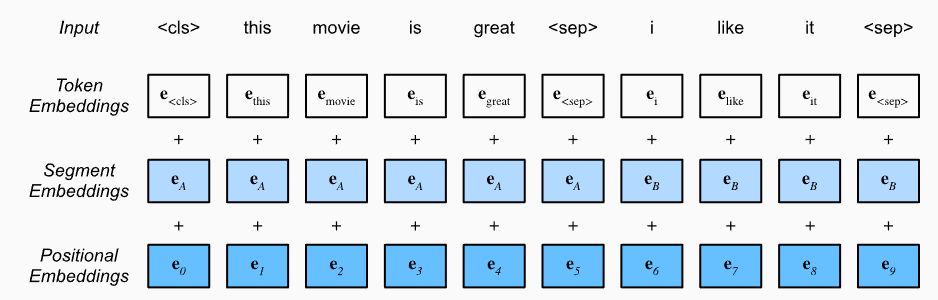 Input <cls> this movie is great <sep> i like it <sep>
Token
Embeddings
e<cls> ethis emovie eis egreat e<sep> ei elike eit e<sep>
+ + + + + + + + + +
Segment
Embeddings
eA eA eA eA eA eA eB eB eB eB
+ + + + + + + + + +
Positional
Embeddings
e0 e1 e2 e3 e4 e5 e6 e7 e8 e9